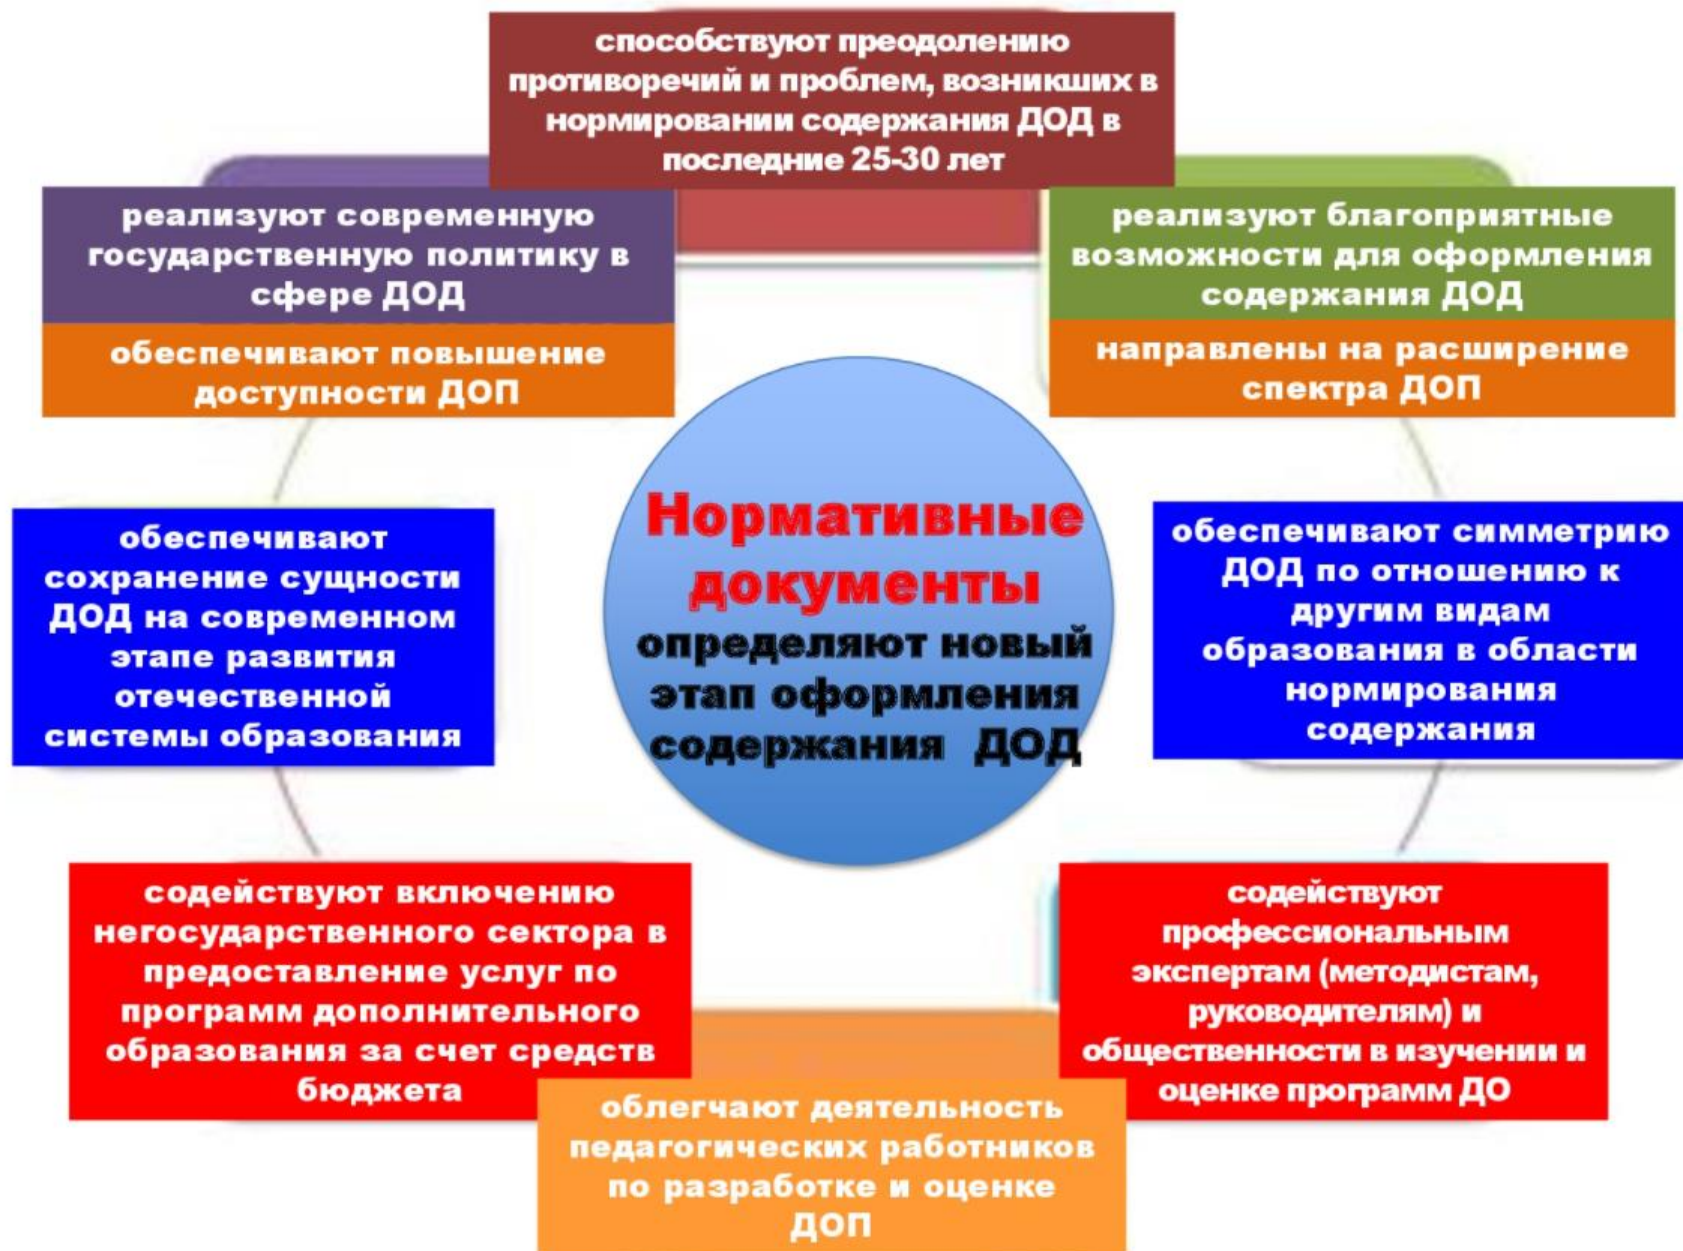 способствуют преодолению
противоречий и проблем, возникших в
нормировании содержания ДОД в
последние 25-30 лет
реализуют современную
государственную политику в
сфере ДОД
обеспечивают повышение
доступности ДОП
реализуют благоприятные
возможности для оформления
содержания ДОД
направлены на расширение
спектра ДОП
Нормативные
документы
определяют новый
этап оформления
содержания ДОД
обеспечивают
сохранение сущности
ДОД на современном
этапе развития
отечественной
системы образования
обеспечивают симметрию
ДОД по отношению к
другим видам
образования в области
нормирования
содержания
содействуют включению
негосударственного сектора в
предоставление услуг по
программ дополнительного
образования за счет средств
бюджета
содействуют
профессиональным
экспертам (методистам,
руководителям) и
общественности в изучении и
оценке программ ДО
облегчают деятельность
педагогических работников
по разработке и оценке
ДОП